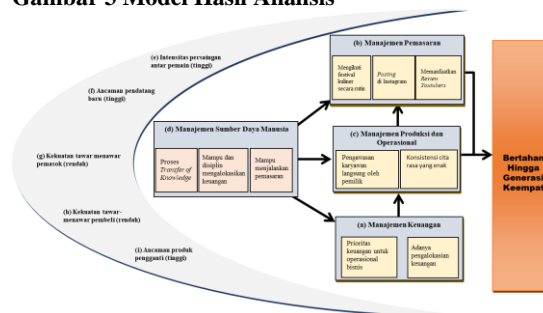 Gambar 3 Model Hasil Analisis
(e) Intensitas persaingan
antar pemain (tinggi)
(f) Ancaman pendatang
baru (tinggi)
(g) Kekuatan tawar menawar
pemasok (rendah)
(h) Kekuatan tawar-
menawar pembeli (rendah)
(i) Ancaman produk
pengganti (tinggi)
(d) Manajemen Sumber Daya Manusia
Proses
Transfer of
Knowledge
Mampu dan
disiplin
mengalokasikan
keuangan
Mampu
menjalankan
pemasaran
(b) Manajemen Pemasaran
Mengikuti
festival
kuliner
secara rutin
Posting
di Instagram
Memanfaatkan
Review
Youtubers
(c) Manajemen Produksi dan
Operasional
Pengawasan
karyawan
langsung oleh
pemilik
Konsistensi cita
rasa yang enak
(a) Manajemen Keuangan
Prioritas
keuangan untuk
operasional
bisnis
Adanya
pengalokasian
keuangan
Bertahan
Hingga
Generasi
Keempat